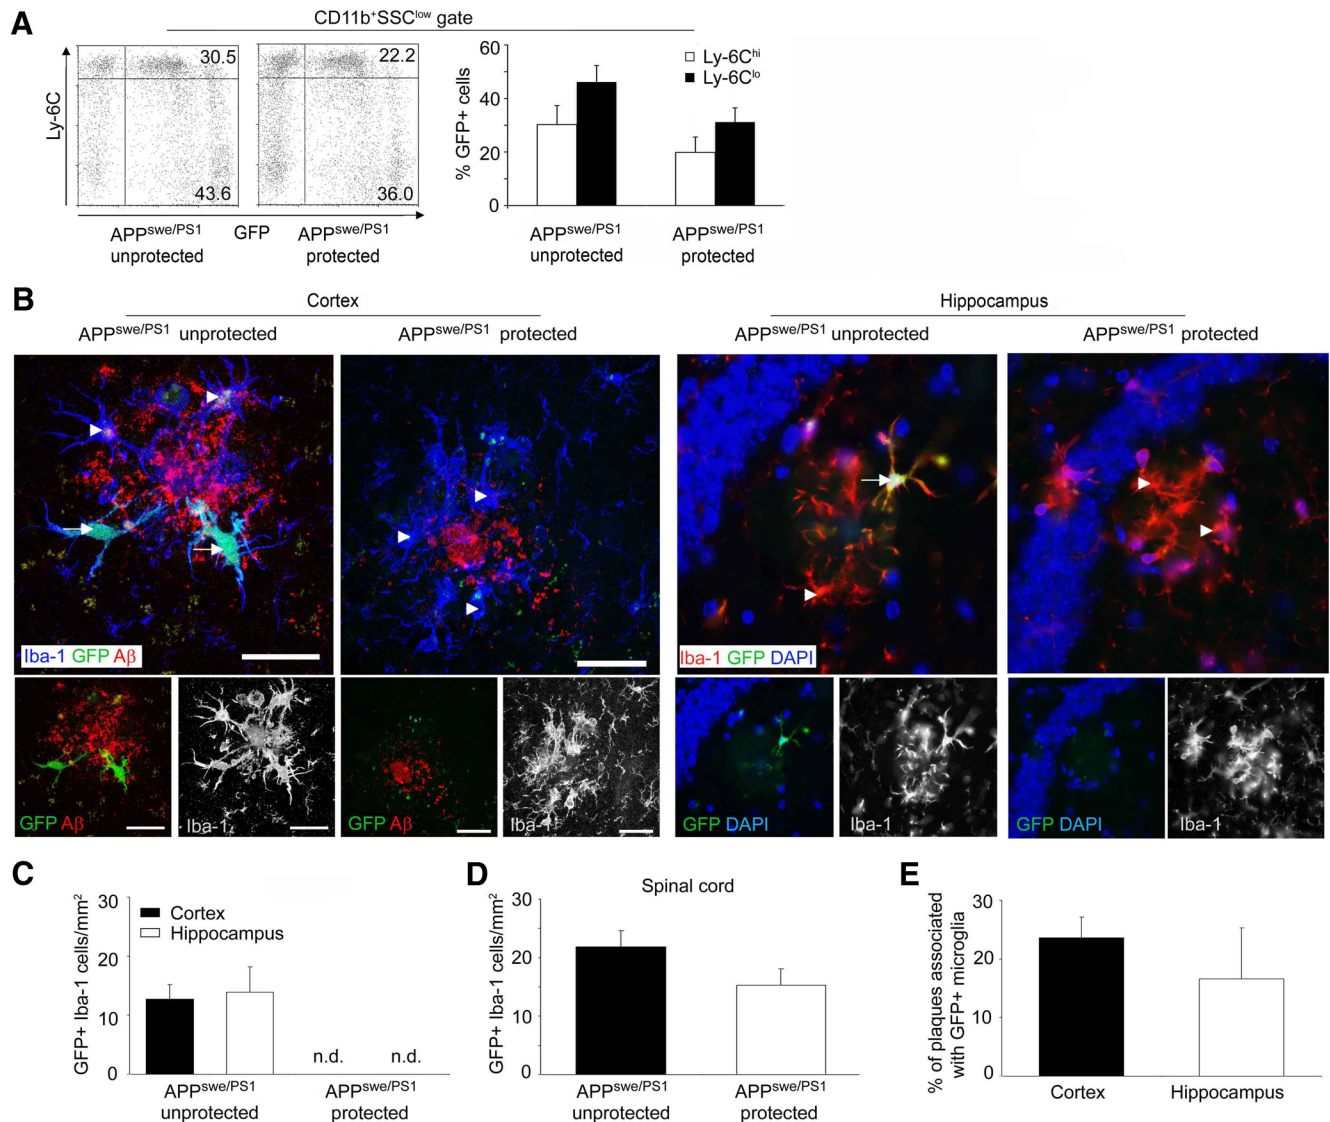 A
CD11b⁺SSCˡᵒʷ gate
Ly-6C
30.5
43.6
22.2
36.0
APPˢʷᵉ/ᴾˢ¹
unprotected
GFP
APPˢʷᵉ/ᴾˢ¹
protected
% GFP+ cells
60
40
20
0
Ly-6Cʰⁱ
Ly-6Cˡᵒ
APPˢʷᵉ/ᴾˢ¹
unprotected
APPˢʷᵉ/ᴾˢ¹
protected
B
Cortex
APPˢʷᵉ/ᴾˢ¹ unprotected
APPˢʷᵉ/ᴾˢ¹ protected
Hippocampus
APPˢʷᵉ/ᴾˢ¹ unprotected
APPˢʷᵉ/ᴾˢ¹ protected
Iba-1 GFP Aβ
Iba-1 GFP DAPI
GFP Aβ
Iba-1
GFP Aβ
Iba-1
GFP DAPI
Iba-1
GFP DAPI
Iba-1
C
GFP+ Iba-1 cells/mm²
30
20
10
0
Cortex
Hippocampus
n.d.
n.d.
APPˢʷᵉ/ᴾˢ¹
unprotected
APPˢʷᵉ/ᴾˢ¹
protected
D
Spinal cord
GFP+ Iba-1 cells/mm²
30
20
10
0
APPˢʷᵉ/ᴾˢ¹
unprotected
APPˢʷᵉ/ᴾˢ¹
protected
E
% of plaques associated
with GFP+ microglia
30
20
10
0
Cortex
Hippocampus